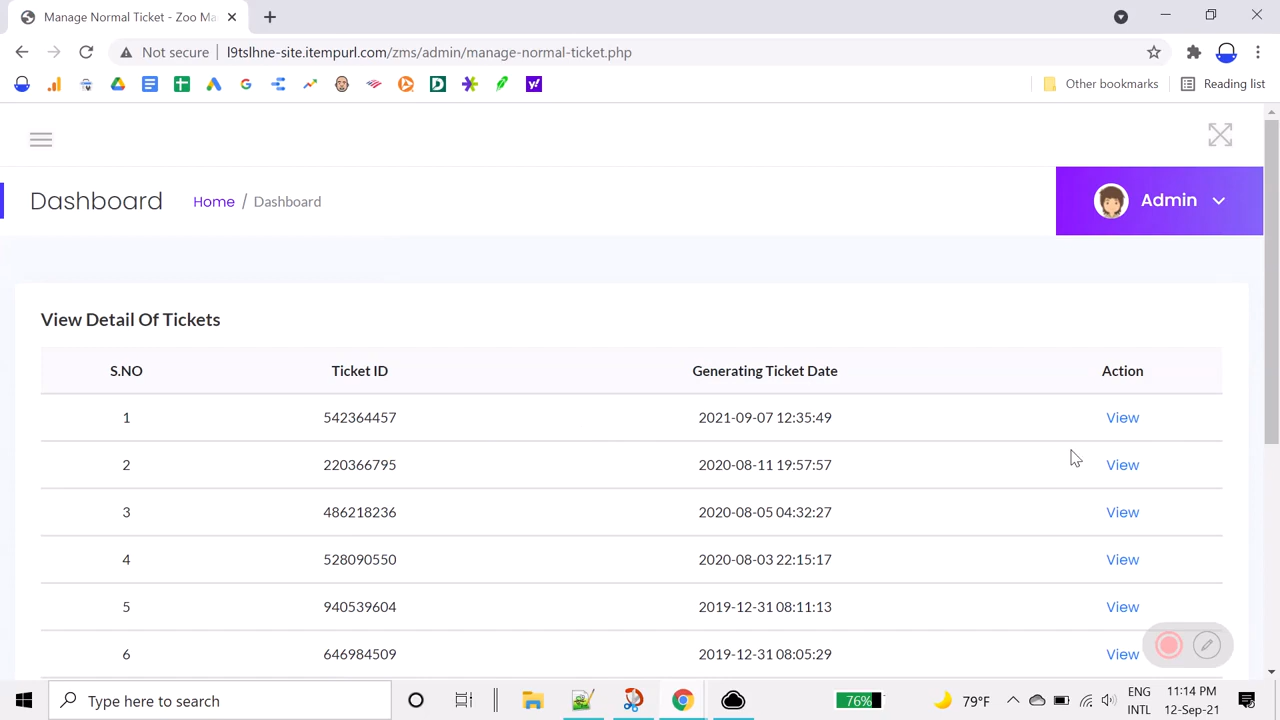 Manage Normal Ticket - Zoo Ma
Not secure l9tslhne-site.itempurl.com/zms/admin/manage-normal-ticket.php
Other bookmarks Reading list
Dashboard Home / Dashboard Admin
View Detail Of Tickets
S.NO Ticket ID Generating Ticket Date Action
1 542364457 2021-09-07 12:35:49 View
2 220366795 2020-08-11 19:57:57 View
3 486218236 2020-08-05 04:32:27 View
4 528090550 2020-08-03 22:15:17 View
5 940539604 2019-12-31 08:11:13 View
6 646984509 2019-12-31 08:05:29 View
Type here to search 76% 79°F ENG 11:14 PM
INTL 12-Sep-21